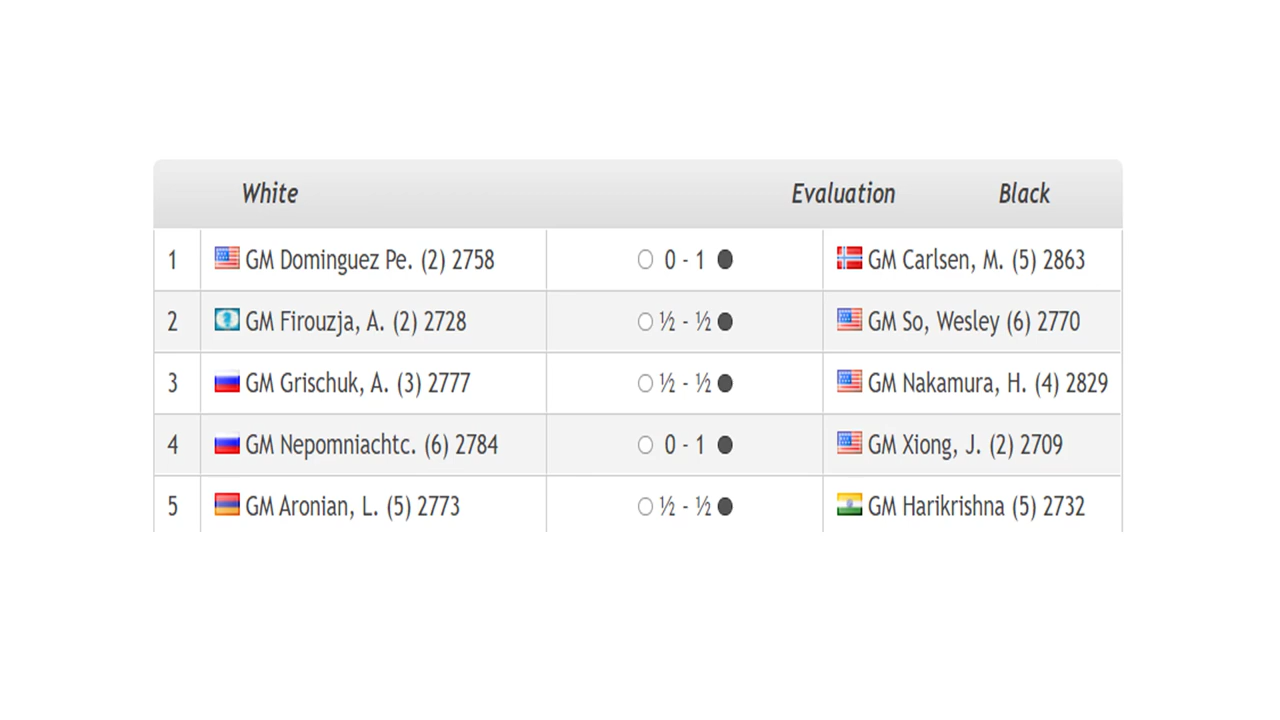 White Evaluation Black
1 GM Dominguez Pe. (2) 2758 0 - 1 GM Carlsen, M. (5) 2863
2 GM Firouzja, A. (2) 2728 ½ - ½ GM So, Wesley (6) 2770
3 GM Grischuk, A. (3) 2777 ½ - ½ GM Nakamura, H. (4) 2829
4 GM Nepomniachtc. (6) 2784 0 - 1 GM Xiong, J. (2) 2709
5 GM Aronian, L. (5) 2773 ½ - ½ GM Harikrishna (5) 2732